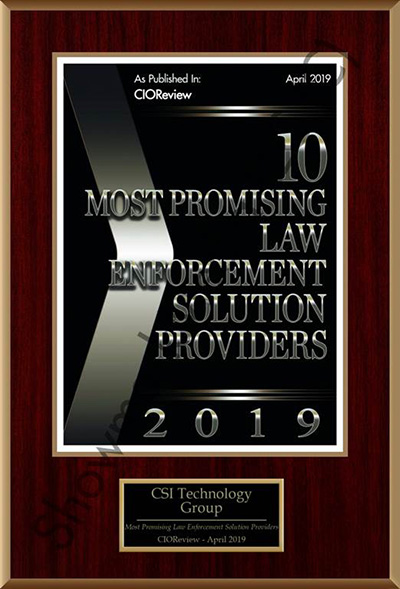 As Published In:
April 2019
CIOReview
10
MOST PROMISING
LAW
ENFORCEMENT
SOLUTION
PROVIDERS
2019
CSI Technology
Group
Most Promising Law Enforcement Solution Providers
CIOReview - April 2019